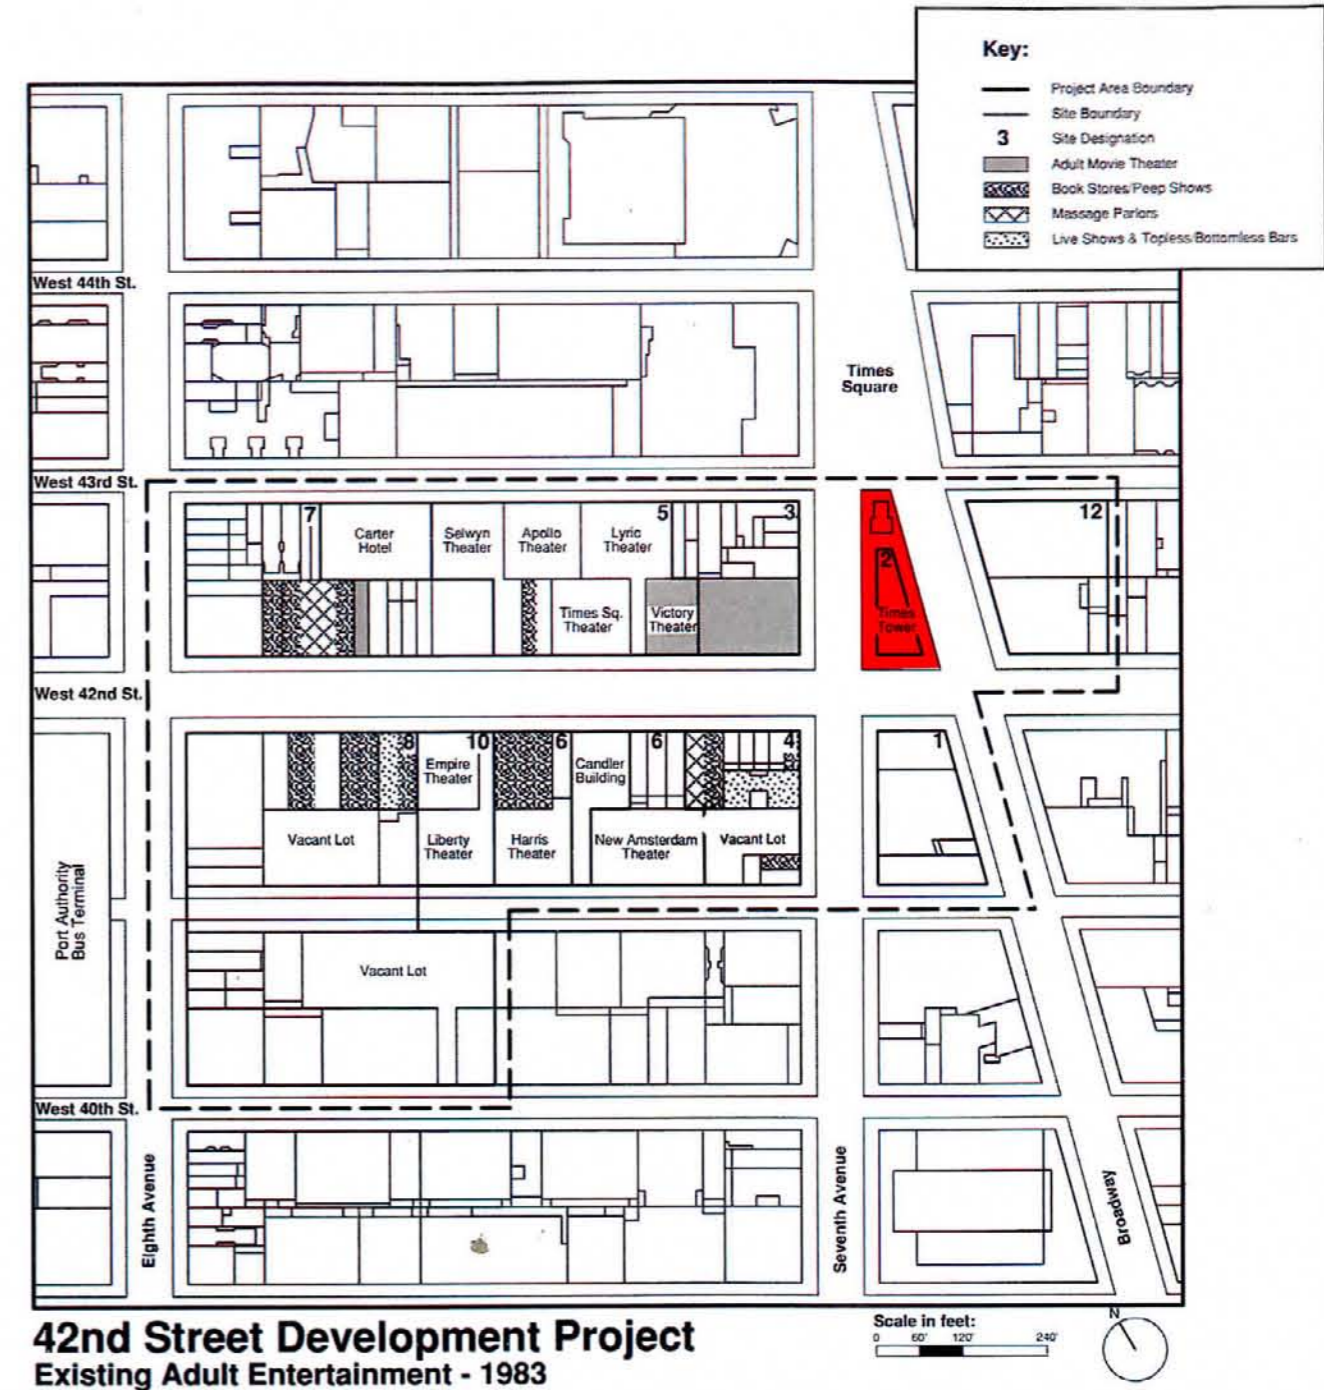 Key:
Project Area Boundary
Site Boundary
3 Site Designation
Adult Movie Theater
Book Stores/Peep Shows
Massage Parlors
Live Shows & Topless/Bottomless Bars
West 44th St.
Times
Square
West 43rd St.
7
Carter
Hotel
Selwyn
Theater
Apollo
Theater
Lyric
Theater
5
3
12
2
Times
Tower
Times Sq.
Theater
Victory
Theater
West 42nd St.
8
Empire
Theater
10
6
Candler
Building
6
4
1
Vacant Lot
Liberty
Theater
Harris
Theater
New Amsterdam
Theater
Vacant Lot
Port Authority
Bus Terminal
Vacant Lot
West 40th St.
Eighth Avenue
Seventh Avenue
Broadway
42nd Street Development Project
Existing Adult Entertainment - 1983
Scale in feet:
0 60' 120' 240'
N